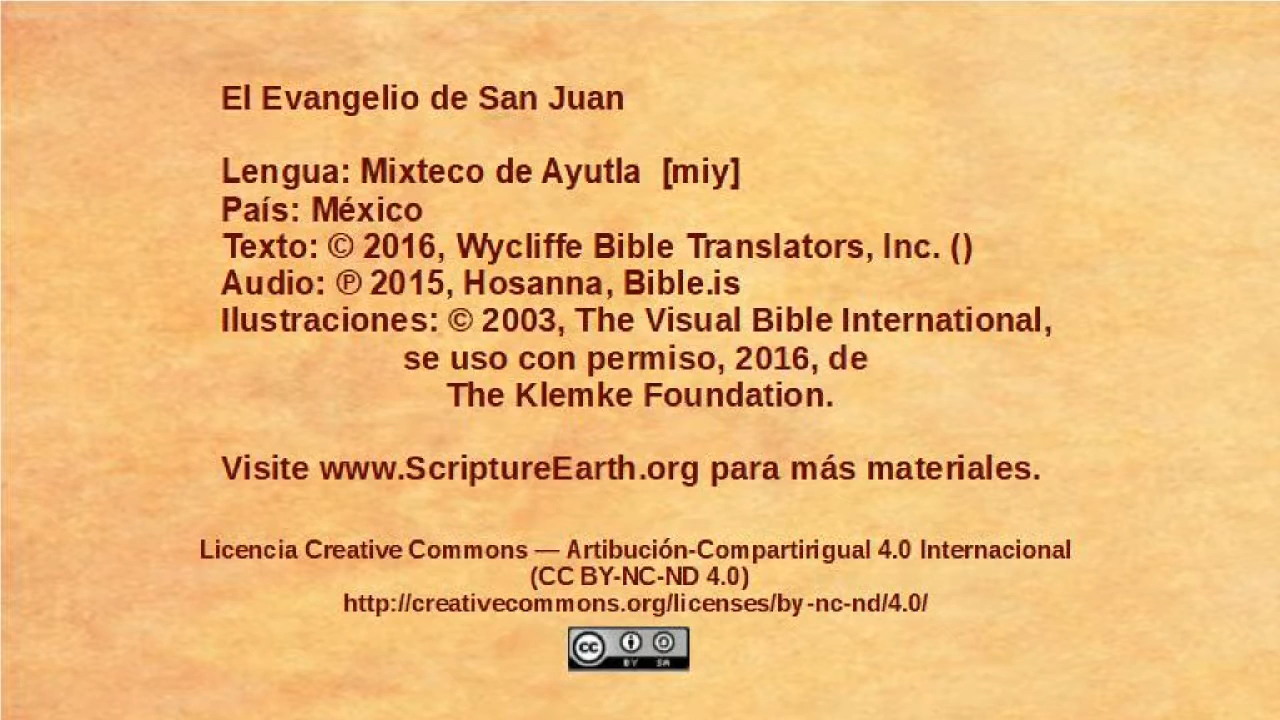 El Evangelio de San Juan
Lengua: Mixteco de Ayutla [miy]
País: México
Texto: © 2016, Wycliffe Bible Translators, Inc. ()
Audio: ℗ 2015, Hosanna, Bible.is
Ilustraciones: © 2003, The Visual Bible International,
se uso con permiso, 2016, de
The Klemke Foundation.
Visite www.ScriptureEarth.org para más materiales.
Licencia Creative Commons — Artibución-Compartirigual 4.0 Internacional
(CC BY-NC-ND 4.0)
http://creativecommons.org/licenses/by-nc-nd/4.0/
cc BY SA